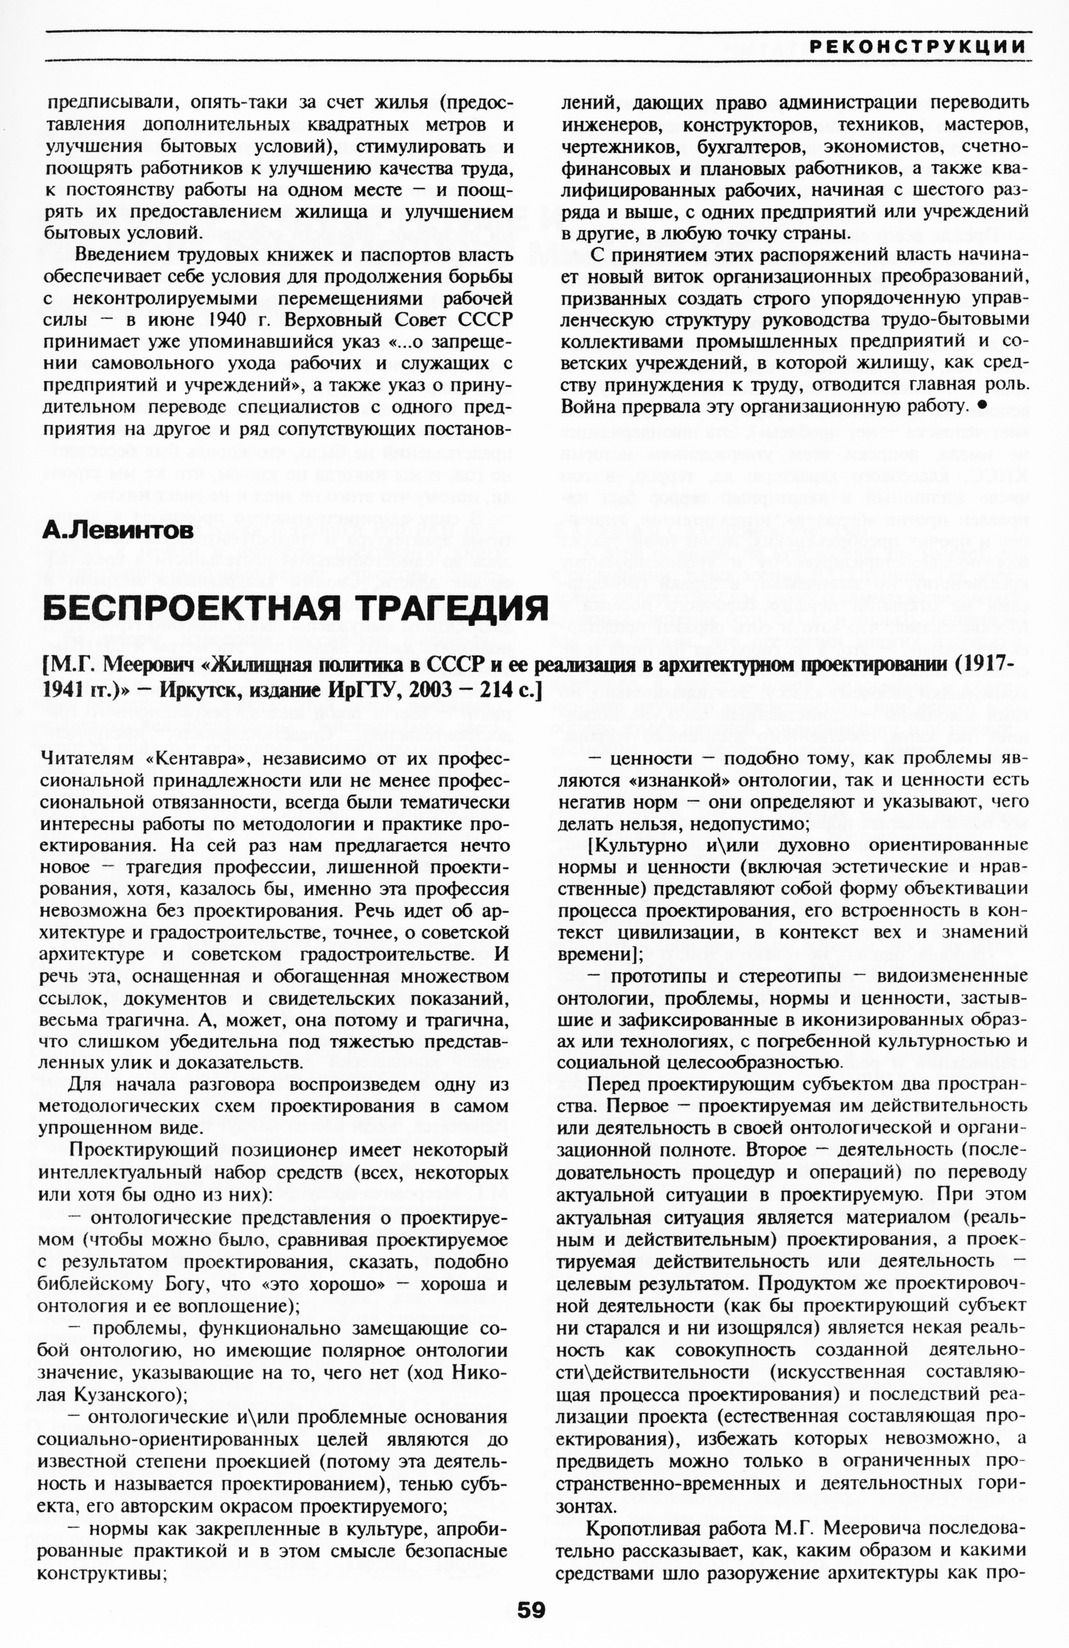 РЕКОНСТРУКЦИИ
предписывали, опять-таки за счет жилья (предос-
тавления дополнительных квадратных метров и
улучшения бытовых условий), стимулировать и
поощрять работников к улучшению качества труда,
к постоянству работы на одном месте — и поощ-
рять их предоставлением жилища и улучшением
бытовых условий.
Введением трудовых книжек и паспортов власть
обеспечивает себе условия для продолжения борьбы
с неконтролируемыми перемещениями рабочей
силы — в июне 1940 г. Верховный Совет СССР
принимает уже упоминавшийся указ «...о запреще-
нии самовольного ухода рабочих и служащих с
предприятий и учреждений», а также указ о прину-
дительном переводе специалистов с одного пред-
приятия на другое и ряд сопутствующих постанов-
лений, дающих право администрации переводить
инженеров, конструкторов, техников, мастеров,
чертежников, бухгалтеров, экономистов, счетно-
финансовых и плановых работников, а также ква-
лифицированных рабочих, начиная с шестого раз-
ряда и выше, с одних предприятий или учреждений
в другие, в любую точку страны.
С принятием этих распоряжений власть начина-
ет новый виток организационных преобразований,
призванных создать строго упорядоченную управ-
ленческую структуру руководства трудо-бытовыми
коллективами промышленных предприятий и со-
ветских учреждений, в которой жилищу, как сред-
ству принуждения к труду, отводится главная роль.
Война прервала эту организационную работу. •
А.Левинтов
БЕСПРОЕКТНАЯ ТРАГЕДИЯ
[М.Г. Меерович «Жилищная политика в СССР и ее реализация в архитектурном проектировании (1917-
1941 гг.)» — Иркутск, издание ИрГТУ, 2003 — 214 с.]
Читателям «Кентавра», независимо от их профес-
сиональной принадлежности или не менее профес-
сиональной отвязанности, всегда были тематически
интересны работы по методологии и практике про-
ектирования. На сей раз нам предлагается нечто
новое — трагедия профессии, лишенной проекти-
рования, хотя, казалось бы, именно эта профессия
невозможна без проектирования. Речь идет об ар-
хитектуре и градостроительстве, точнее, о советской
архитектуре и советском градостроительстве. И
речь эта, оснащенная и обогащенная множеством
ссылок, документов и свидетельских показаний,
весьма трагична. А, может, она потому и трагична,
что слишком убедительна под тяжестью представ-
ленных улик и доказательств.
Для начала разговора воспроизведем одну из
методологических схем проектирования в самом
упрощенном виде.
Проектирующий позиционер имеет некоторый
интеллектуальный набор средств (всех, некоторых
или хотя бы одно из них):
— онтологические представления о проектируе-
мом (чтобы можно было, сравнивая проектируемое
с результатом проектирования, сказать, подобно
библейскому Богу, что «это хорошо» — хороша и
онтология и ее воплощение);
— проблемы, функционально замещающие со-
бой онтологию, но имеющие полярное онтологии
значение, указывающие на то, чего нет (ход Нико-
лая Кузанского);
— онтологические и\или проблемные основания
социально-ориентированных целей являются до
известной степени проекцией (потому эта деятель-
ность и называется проектированием), тенью субъ-
екта, его авторским окрасом проектируемого;
— нормы как закрепленные в культуре, апроби-
рованные практикой и в этом смысле безопасные
конструктивы;
— ценности — подобно тому, как проблемы яв-
ляются «изнанкой» онтологии, так и ценности есть
негатив норм — они определяют и указывают, чего
делать нельзя, недопустимо;
[Культурно и\или духовно ориентированные
нормы и ценности (включая эстетические и нрав-
ственные) представляют собой форму объективации
процесса проектирования, его встроенность в кон-
текст цивилизации, в контекст вех и знамений
времени];
— прототипы и стереотипы — видоизмененные
онтологии, проблемы, нормы и ценности, застыв-
шие и зафиксированные в иконизированных образ-
ах или технологиях, с погребенной культурностью и
социальной целесообразностью.
Перед проектирующим субъектом два простран-
ства. Первое — проектируемая им действительность
или деятельность в своей онтологической и органи-
зационной полноте. Второе — деятельность (после-
довательность процедур и операций) по переводу
актуальной ситуации в проектируемую. При этом
актуальная ситуация является материалом (реаль-
ным и действительным) проектирования, а проек-
тируемая действительность или деятельность —
целевым результатом. Продуктом же проектировоч-
ной деятельности (как бы проектирующий субъект
ни старался и ни изощрялся) является некая реаль-
ность как совокупность созданной деятельно-
сти\действительности (искусственная составляю-
щая процесса проектирования) и последствий реа-
лизации проекта (естественная составляющая про-
ектирования), избежать которых невозможно, а
предвидеть можно только в ограниченных про-
странственно-временных и деятельностных гори-
зонтах.
Кропотливая работа М.Г. Мееровича последова-
тельно рассказывает, как, каким образом и какими
средствами шло разоружение архитектуры как про-
59